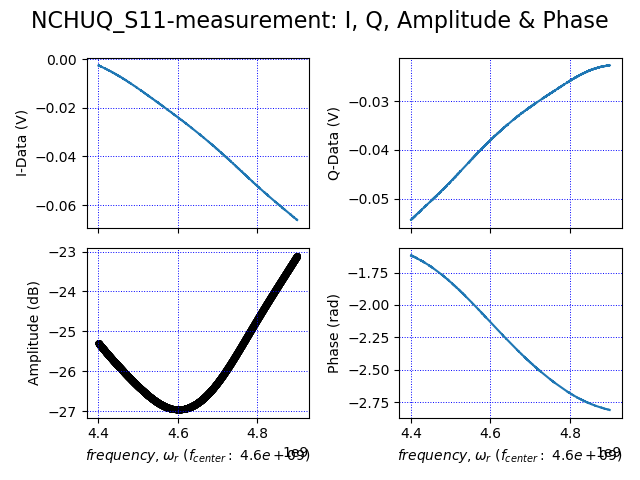 NCHUQ_S11-measurement: I, Q, Amplitude & Phase
0.00
−0.02
−0.04
−0.06
I-Data (V)
−0.03
−0.04
−0.05
Q-Data (V)
−23
−24
−25
−26
−27
Amplitude (dB)
4.4 4.6 4.8
1e9
frequency, ωr (fcenter: 4.6e+09)
−1.75
−2.00
−2.25
−2.50
−2.75
Phase (rad)
4.4 4.6 4.8
1e9
frequency, ωr (fcenter: 4.6e+09)